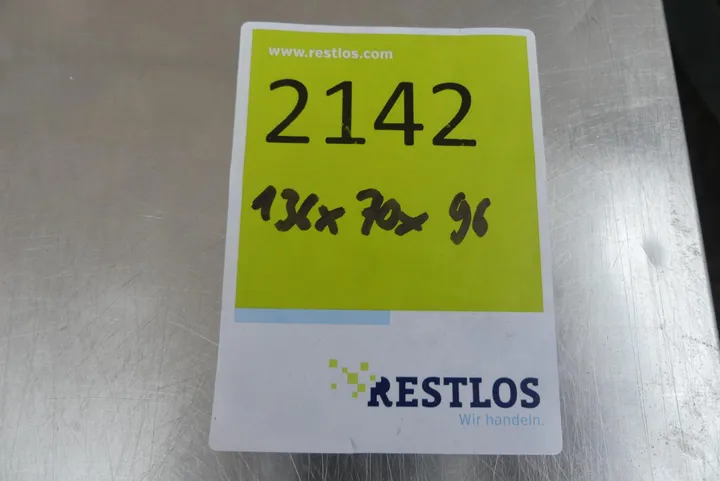 www.restlos.com
2142
136x 70x 96
RESTLOS
Wir handeln.